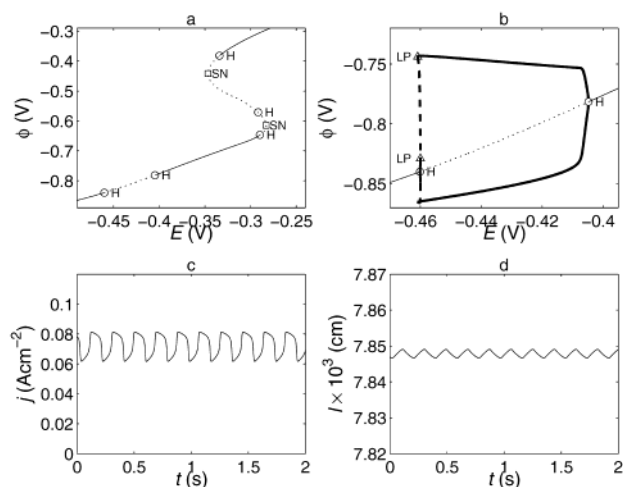 a
−0.3
−0.4
−0.5
−0.6
−0.7
−0.8
ϕ (V)
H
SN
H
SN
H
H
H
−0.45
−0.4
−0.35
−0.3
−0.25
E (V)
b
−0.75
−0.8
−0.85
ϕ (V)
LP
H
LP
H
−0.46
−0.44
−0.42
−0.4
E (V)
c
0.1
0.08
0.06
0.04
0.02
0
j (Acm−2)
0
0.5
1
1.5
2
t (s)
d
7.87
7.86
7.85
7.84
7.83
7.82
l × 10³ (cm)
0
0.5
1
1.5
2
t (s)